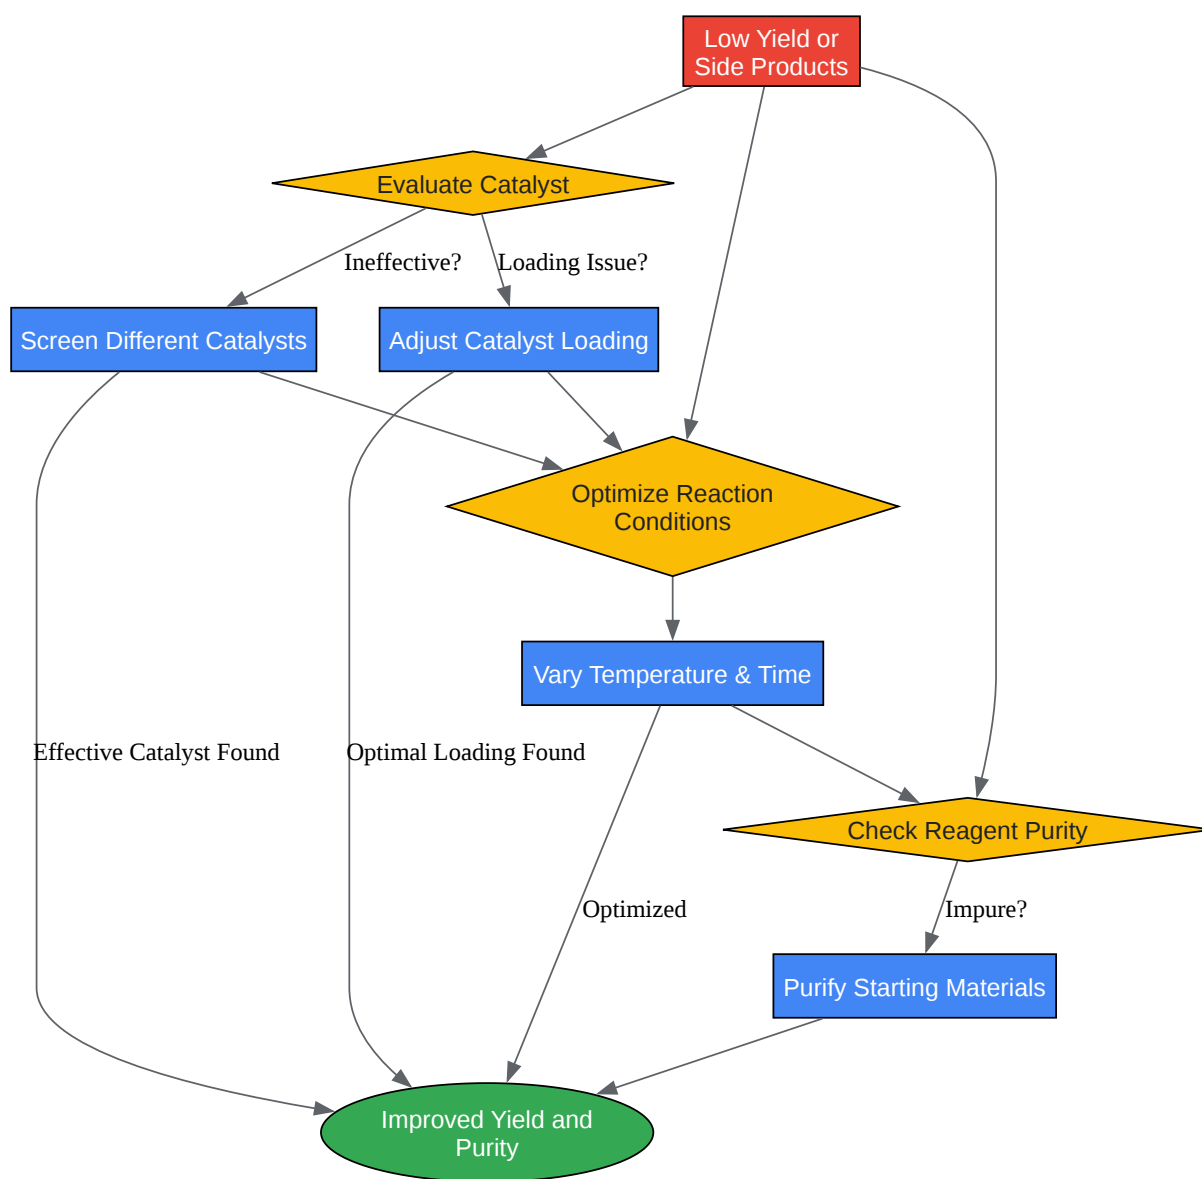 Low Yield or
Side Products
Evaluate Catalyst
Ineffective?
Loading Issue?
Screen Different Catalysts
Adjust Catalyst Loading
Optimize Reaction
Conditions
Vary Temperature & Time
Effective Catalyst Found
Optimal Loading Found
Check Reagent Purity
Optimized
Impure?
Purify Starting Materials
Improved Yield and
Purity